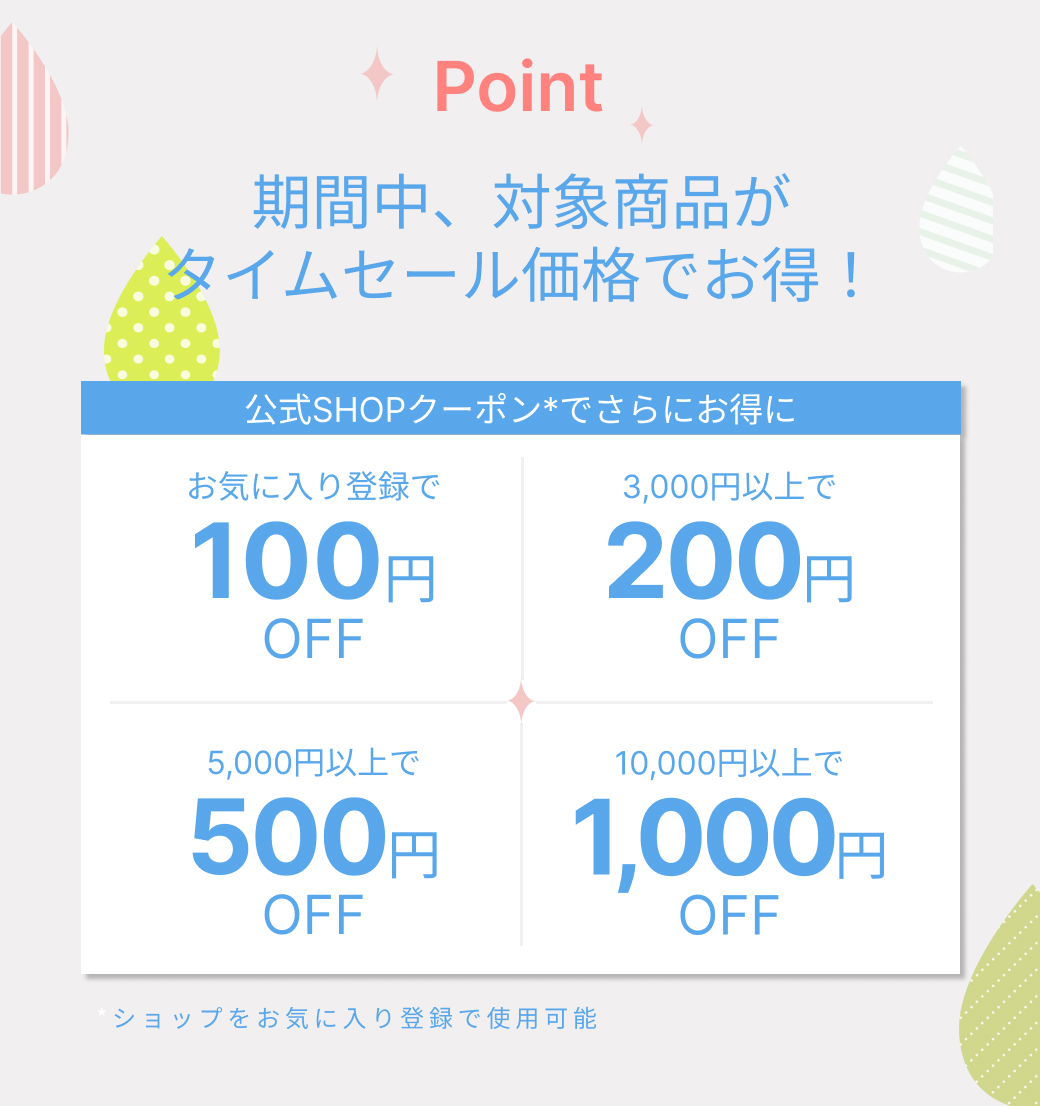 Point
期間中、対象商品が
タイムセール価格でお得！
公式SHOPクーポン*でさらにお得に
お気に入り登録で
100円
OFF
3,000円以上で
200円
OFF
5,000円以上で
500円
OFF
10,000円以上で
1,000円
OFF
*ショップをお気に入り登録で使用可能